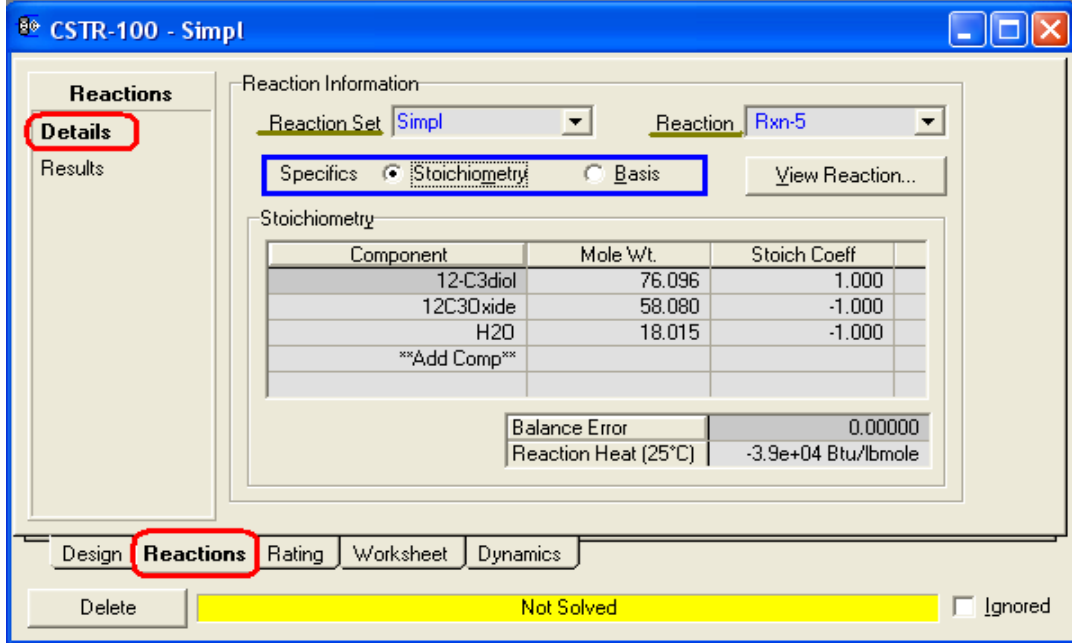 CSTR-100 - Simpl
Reactions
Details
Results
Reaction Information
Reaction Set Simpl Reaction Rxn-5
Specifics Stoichiometry Basis View Reaction...
Stoichiometry
Component Mole Wt. Stoich Coeff
12-C3diol 76.096 1.000
12C3Oxide 58.080 -1.000
H2O 18.015 -1.000
**Add Comp**
Balance Error 0.00000
Reaction Heat (25°C) -3.9e+04 Btu/lbmole
Design Reactions Rating Worksheet Dynamics
Delete Not Solved Ignored